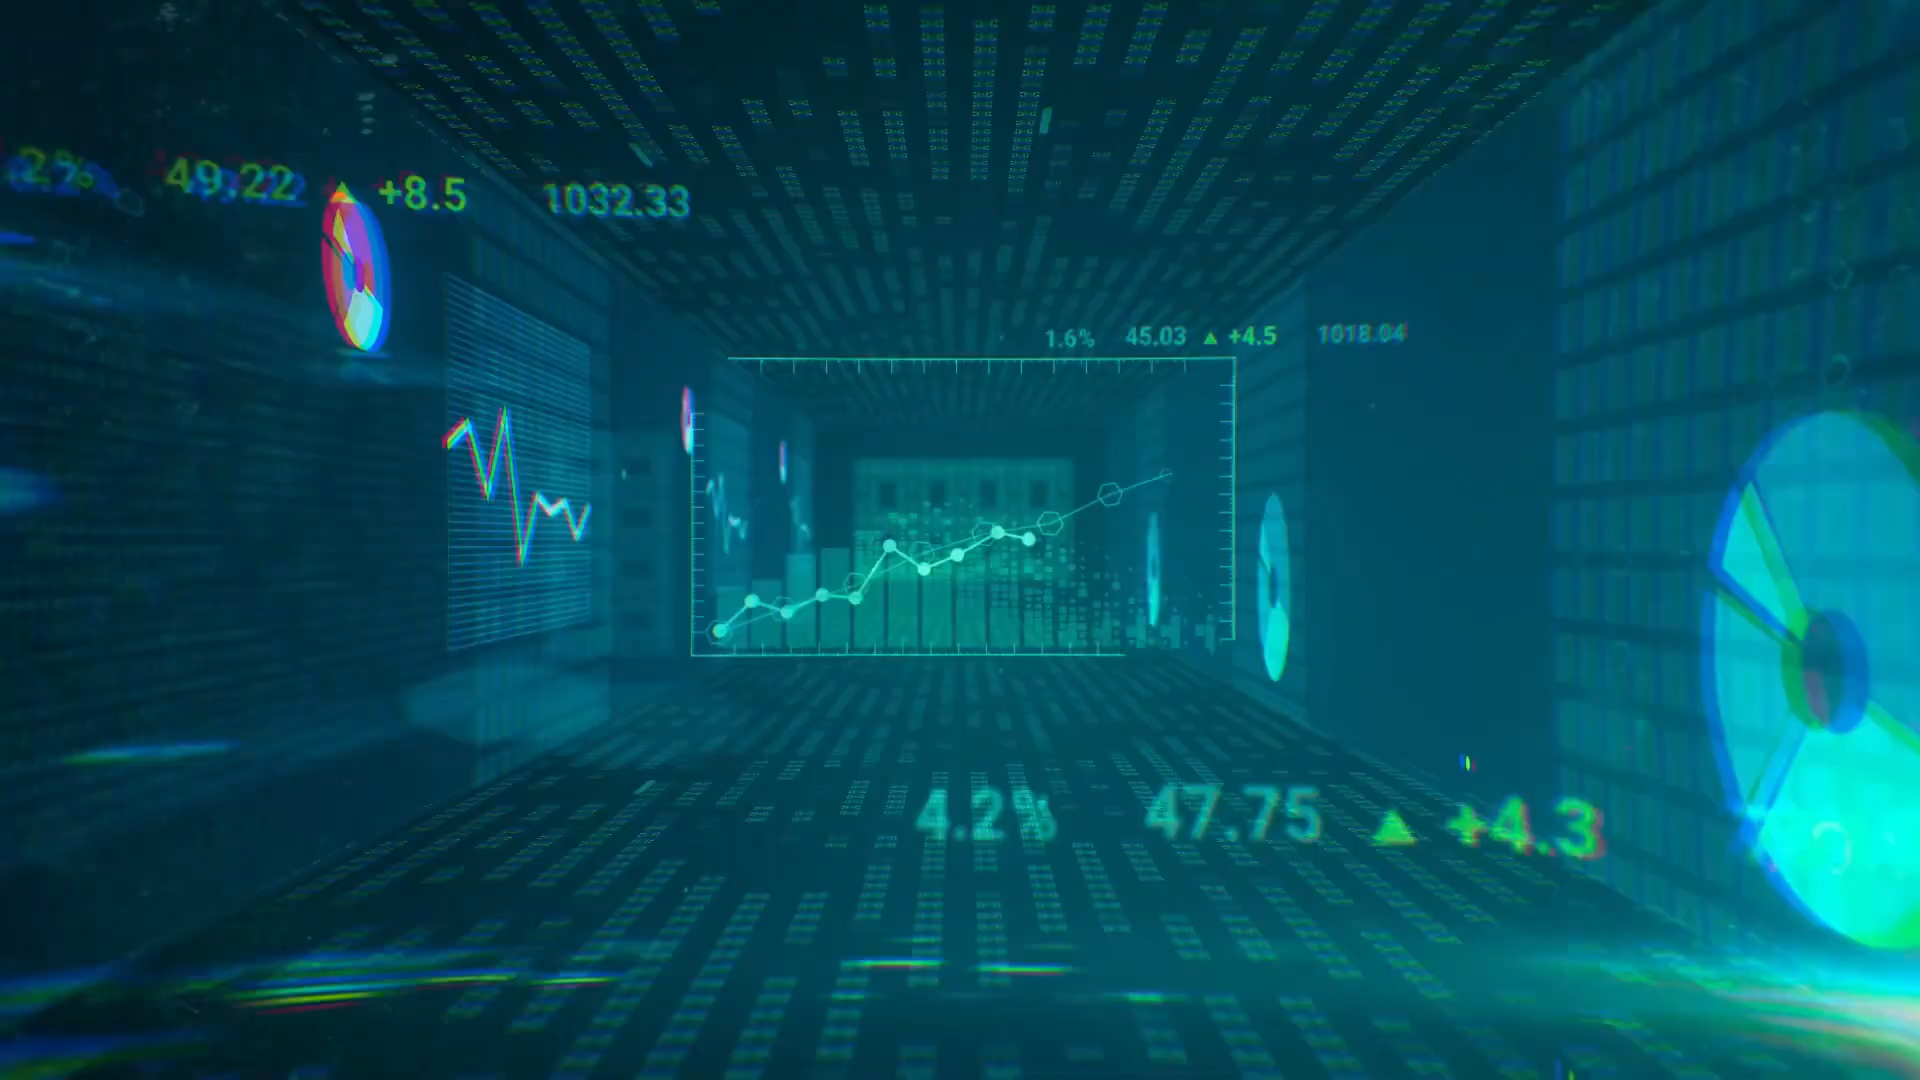 2% 49.22 ▲ +8.5 1032.33
1.6% 45.03 ▲ +4.5 1018.04
4.2% 47.75 ▲ +4.3